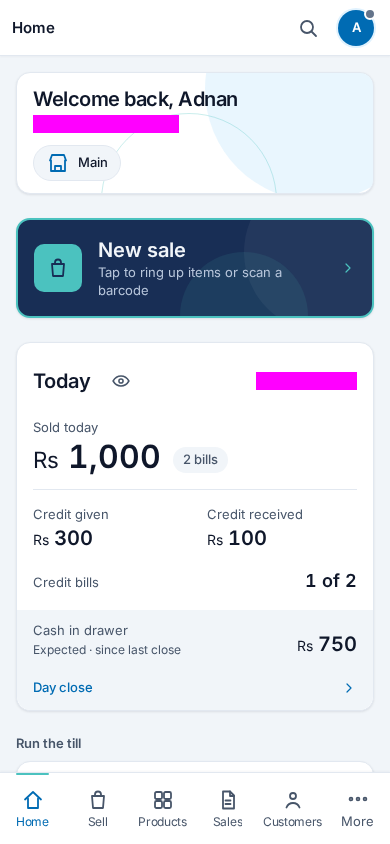 Home
A
Welcome back, Adnan
Main
New sale
Tap to ring up items or scan a
barcode
Today
Sold today
Rs 1,000 2 bills
Credit given Credit received
Rs 300 Rs 100
Credit bills 1 of 2
Cash in drawer
Expected · since last close
Rs 750
Day close
Run the till
Home Sell Products Sales Customers More